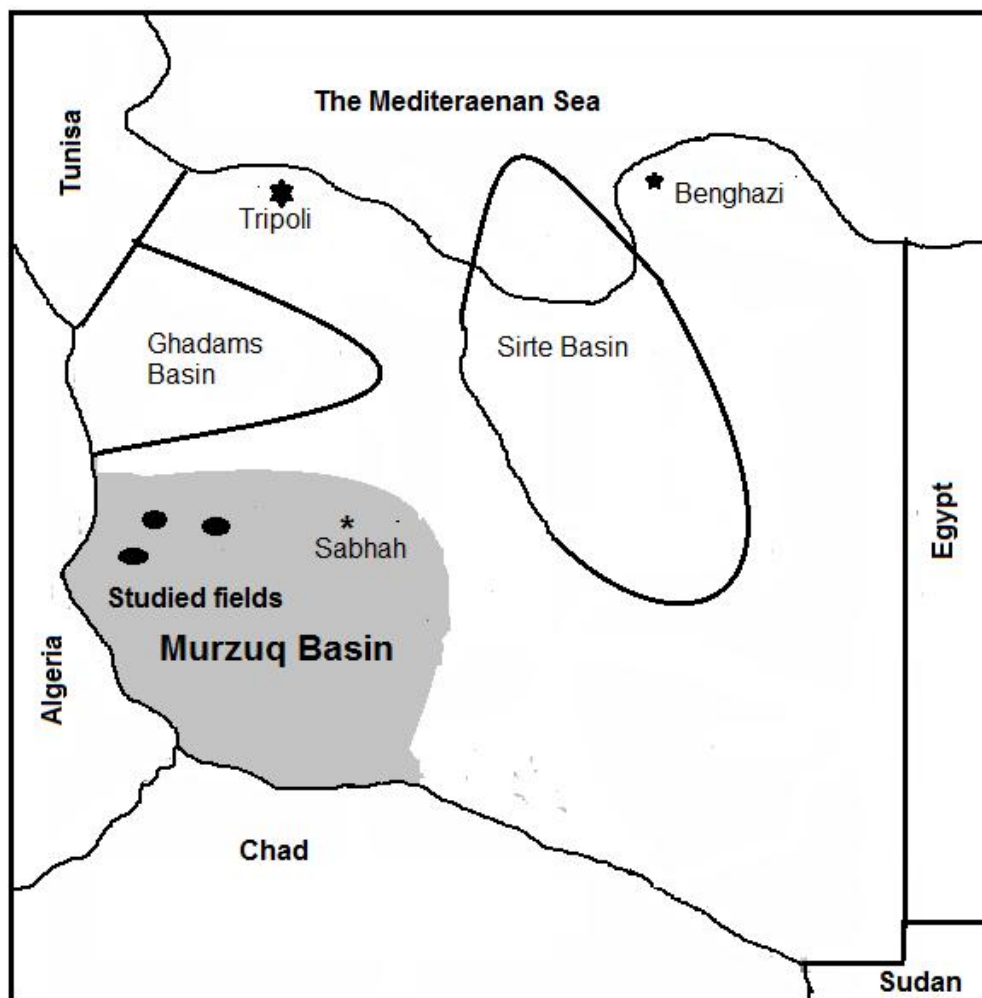 The Mediteraenan Sea
Tunisa
Tripoli
Benghazi
Ghadams
Basin
Sirte Basin
Egypt
Sabhah
Studied fields
Murzuq Basin
Algeria
Chad
Sudan